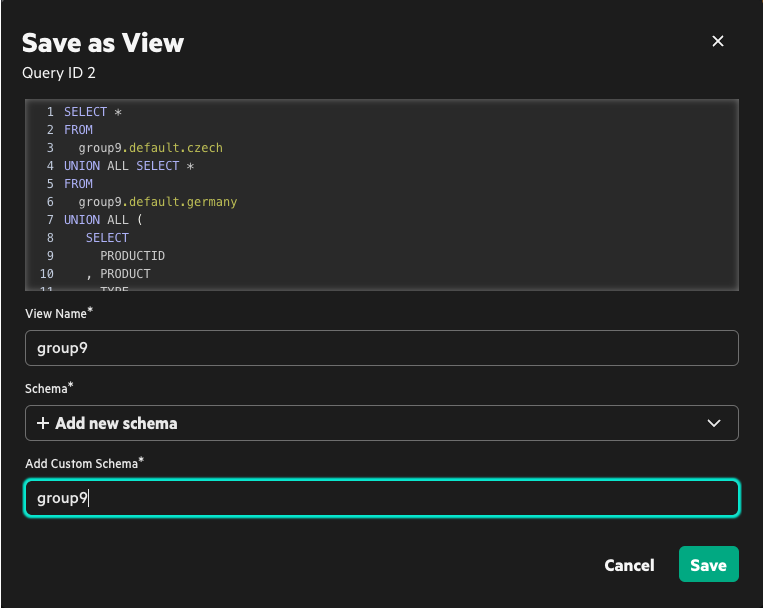 Save as View
Query ID 2
1 SELECT *
2 FROM
3 group9.default.czech
4 UNION ALL SELECT *
5 FROM
6 group9.default.germany
7 UNION ALL (
8 SELECT
9 PRODUCTID
10 , PRODUCT
11 TYPE
View Name*
group9
Schema*
+ Add new schema
Add Custom Schema*
group9
Cancel
Save